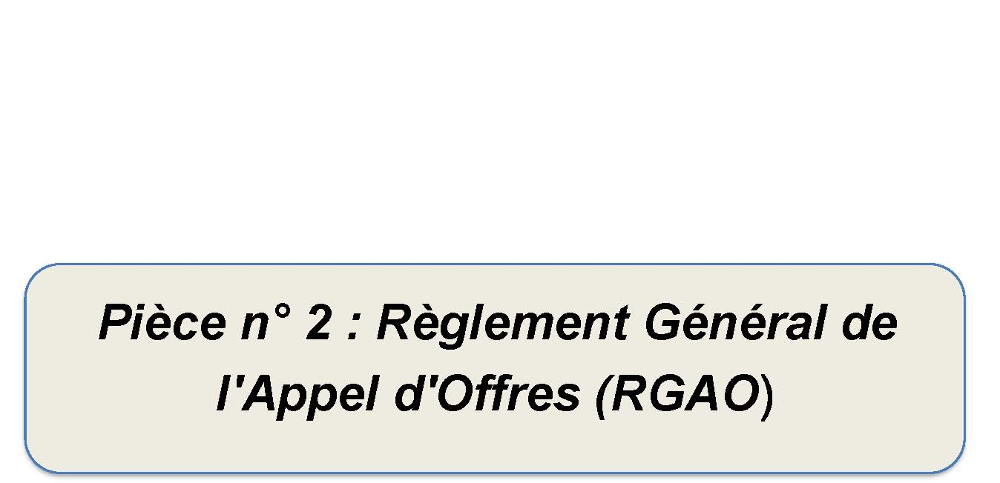 Pièce n° 2 : Règlement Général de
l'Appel d'Offres (RGAO)